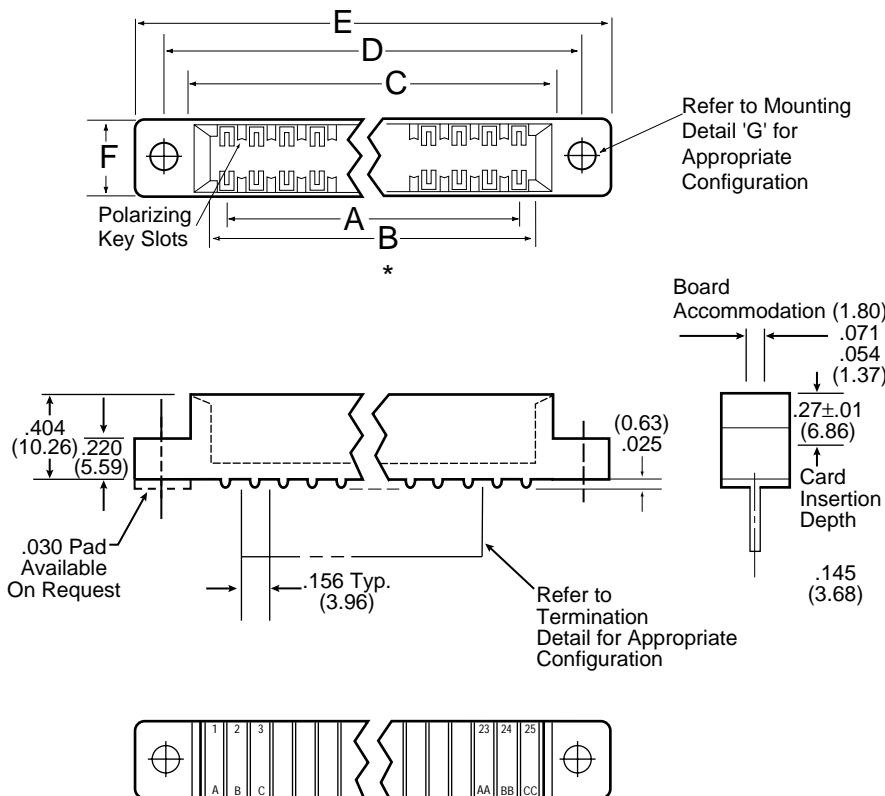 E
D
C
F
A
B
*
Polarizing
Key Slots
Refer to Mounting
Detail 'G' for
Appropriate
Configuration
Board
Accommodation (1.80)
.071
.054
(1.37)
.404
(10.26)
.220
(5.59)
(0.63)
.025
.27±.01
(6.86)
Card
Insertion
Depth
.030 Pad
Available
On Request
.156 Typ.
(3.96)
Refer to
Termination
Detail for Appropriate
Configuration
.145
(3.68)
1 2 3 23 24 25
A B C AA BB CC